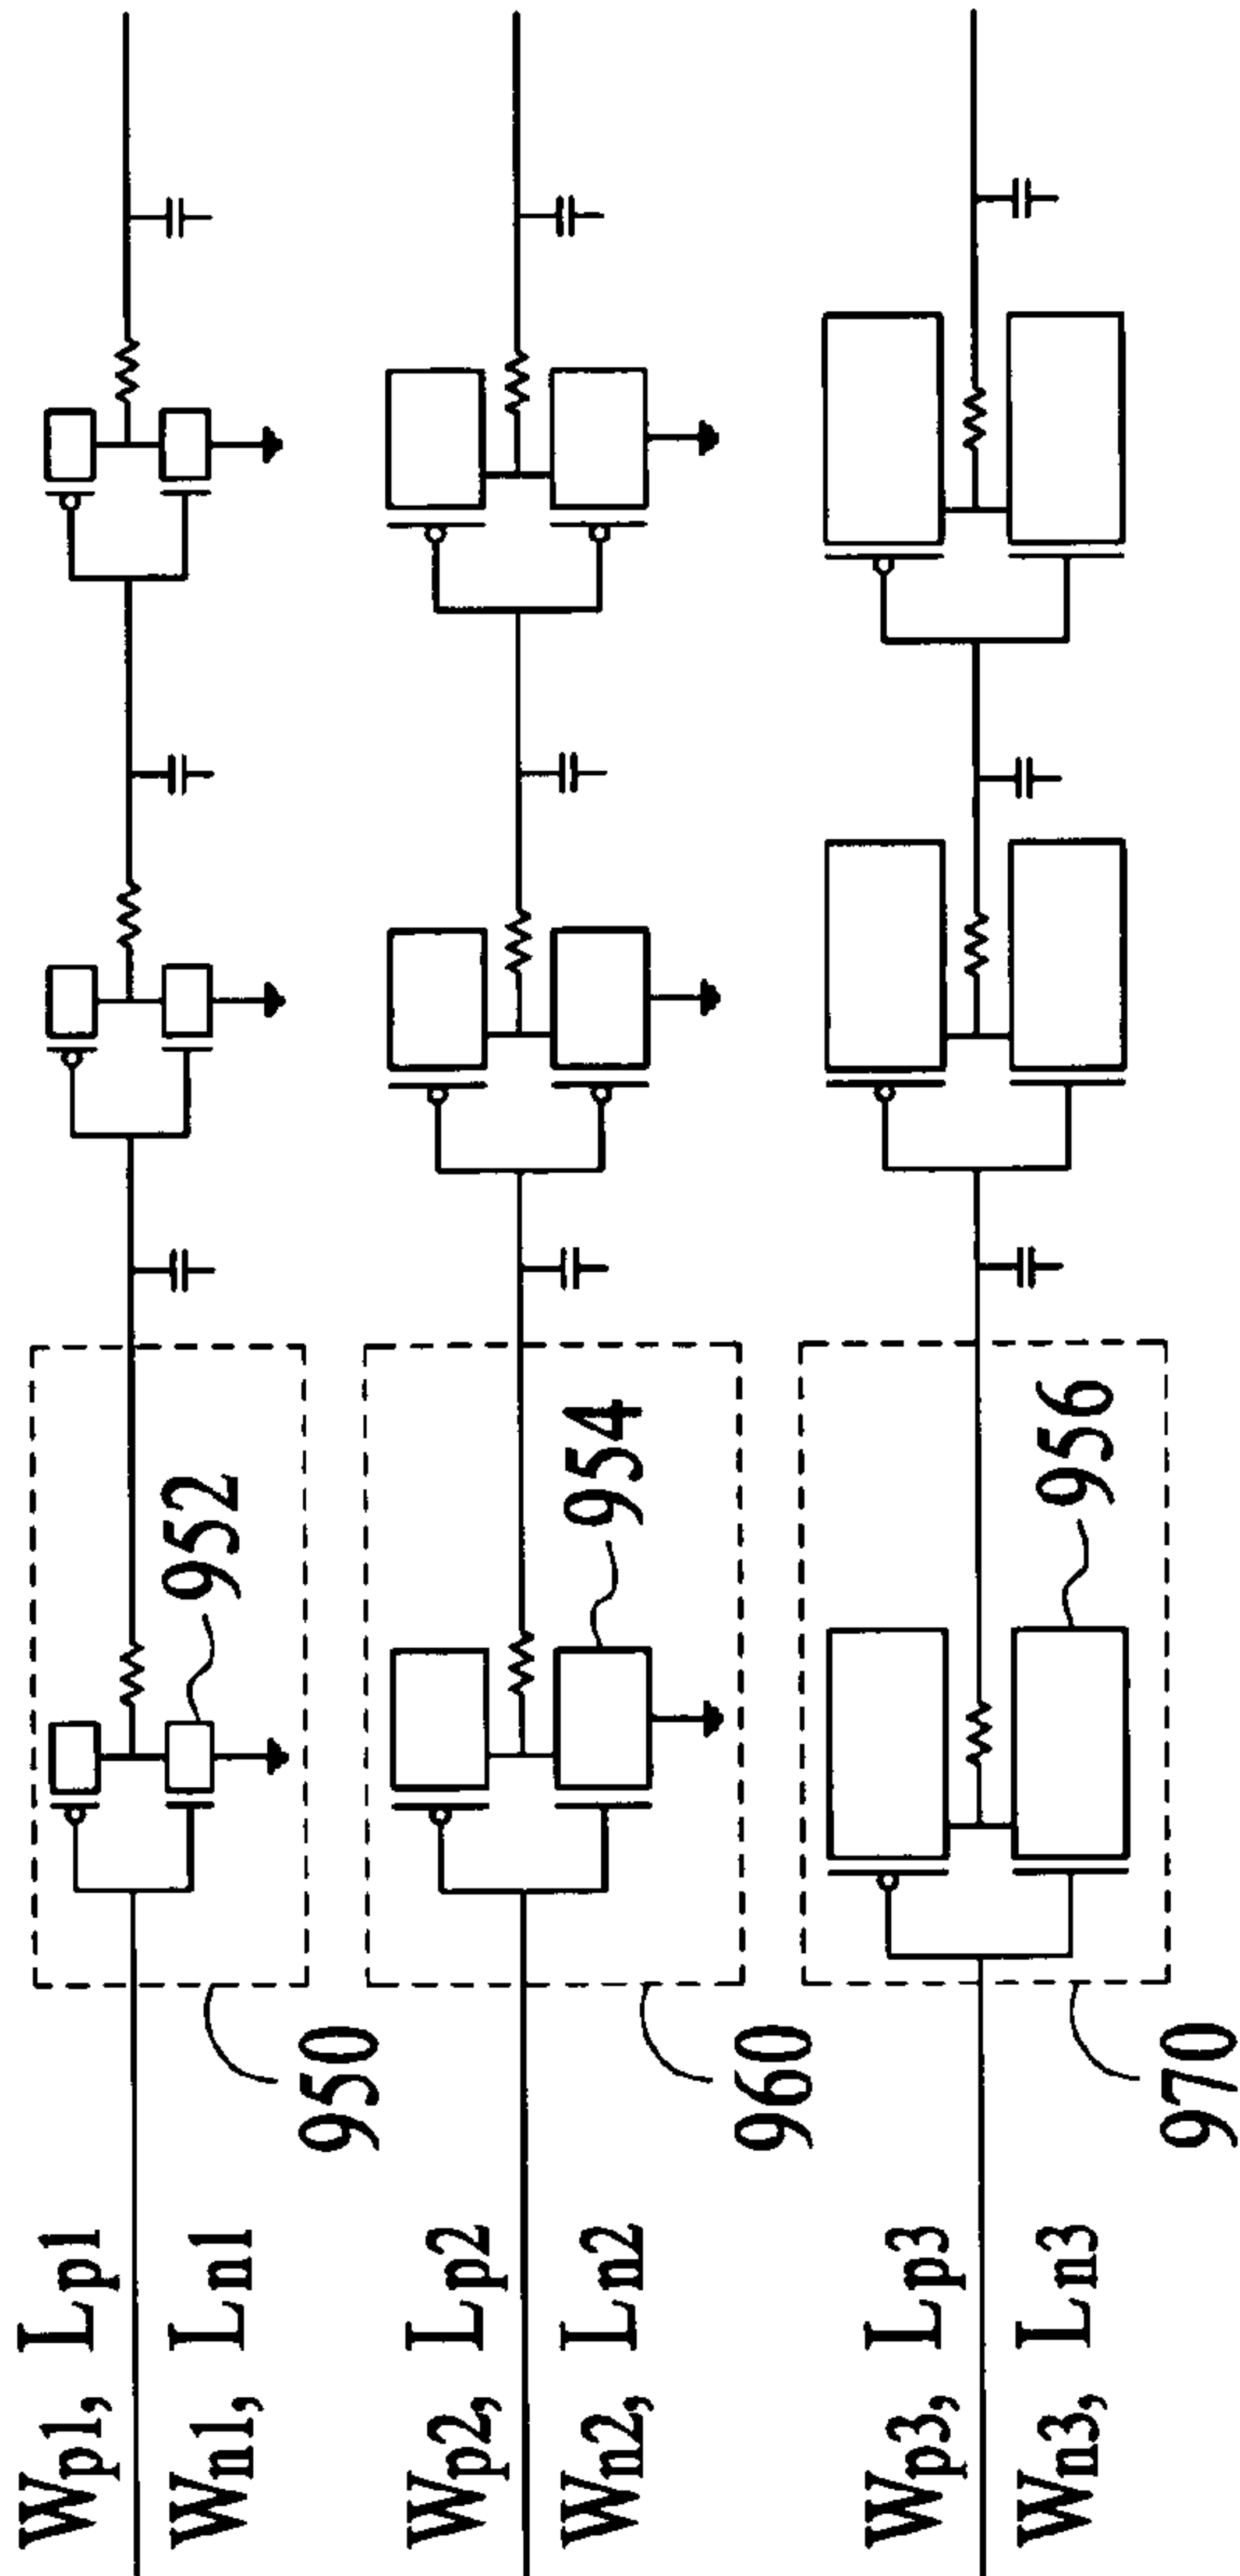 Wp1, Lp1
Wn1, Ln1
950
952
Wp2, Lp2
Wn2, Ln2
960
954
Wp3, Lp3
Wn3, Ln3
970
956